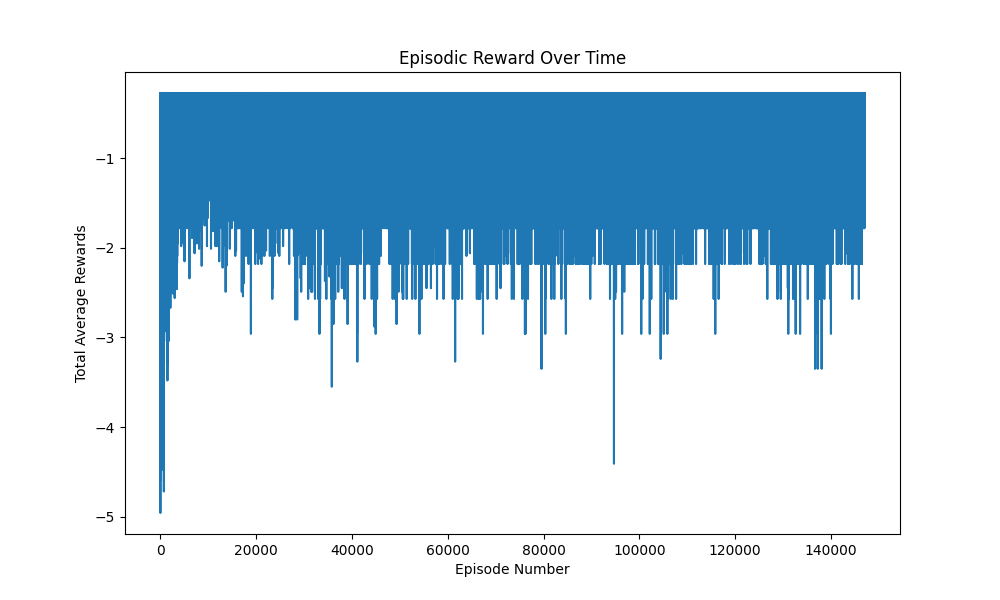 Episodic Reward Over Time
Total Average Rewards
−1
−2
−3
−4
−5
0 20000 40000 60000 80000 100000 120000 140000
Episode Number